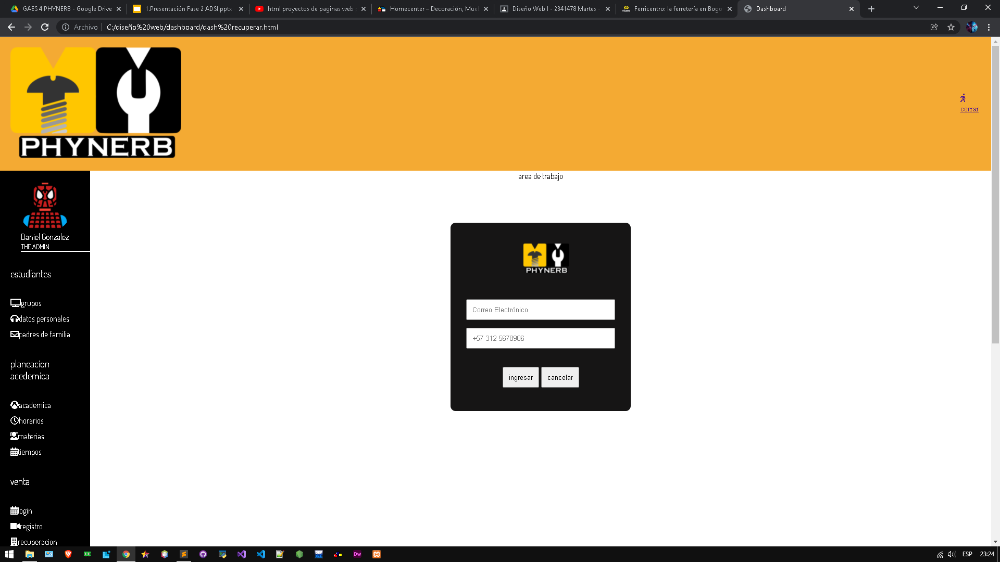 GAES 4 PHYNERB - Google Drive
1.Presentación Fase 2 ADSI.pptx
html proyectos de paginas web
Homecenter – Decoración, Mue
Diseño Web I - 2341478 Martes -
Ferricentro: la ferretería en Bogo
Dashboard
Archivo
C:/diseño%20web/dashboard/dash%20recuperar.html
PHYNERB
cerrar
area de trabajo
Daniel Gonzalez
THE ADMIN
estudiantes
grupos
datos personales
padres de familia
planeacion
acedemica
academica
horarios
materias
tiempos
venta
login
registro
recuperacion
PHYNERB
Correo Electrónico
+57 312 5678906
ingresar
cancelar
Dw
ESP
23:24